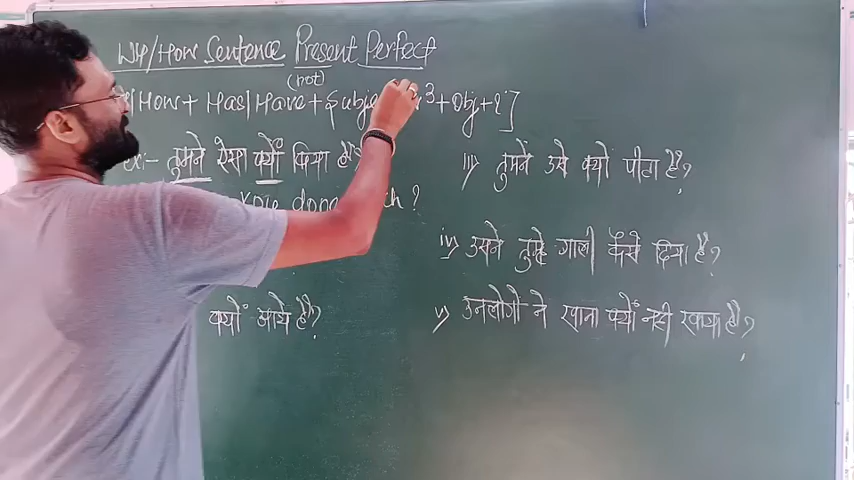 WH/How Sentence Present Perfect
(not)
|How + Has|Have + Subje 3 + Obj + ?]
ex:- तुमने ऐसा क्यों किया है?
you done ch ?
क्यों आये है?
iii) तुमने उसे क्यों पीटा है?
iv) उसने तुम्हे गाली कैसे दिया है?
v) उनलोगों ने खाना क्यों नही खाया है?